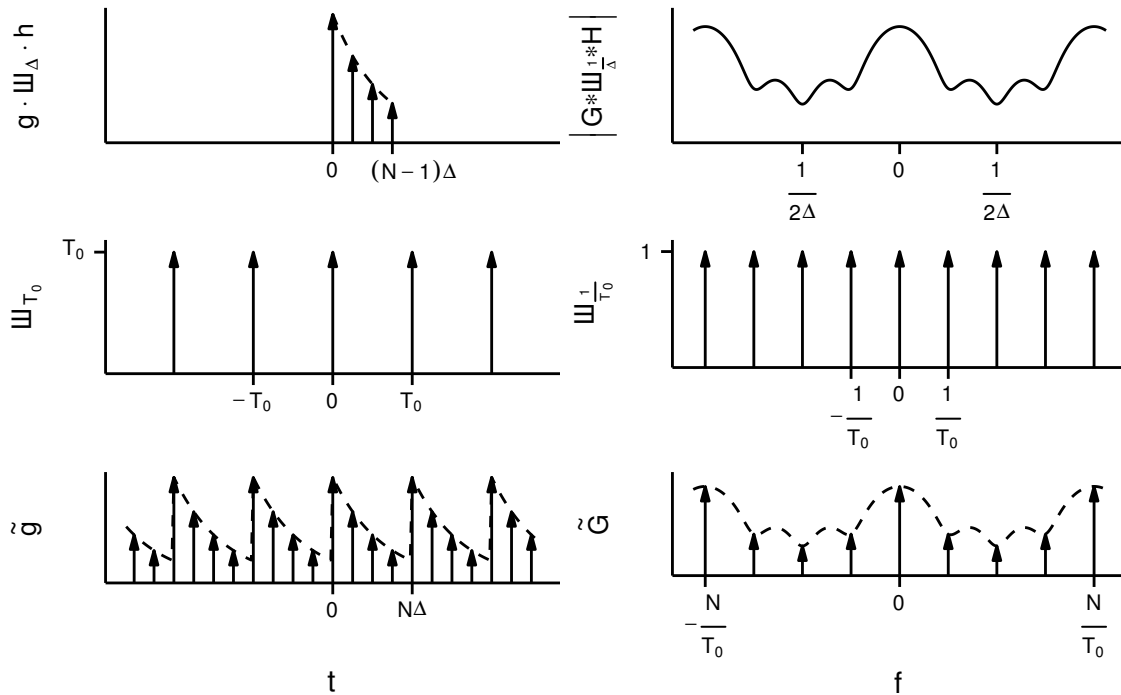 g · Ш_Δ · h
0 (N − 1)Δ
|G*Ш_{1/Δ}*H|
1/2Δ 0 1/2Δ
Ш_{T₀}
T₀
−T₀ 0 T₀
Ш_{1/T₀}
1
−1/T₀ 0 1/T₀
g̃
0 NΔ
t
G̃
−N/T₀ 0 N/T₀
f